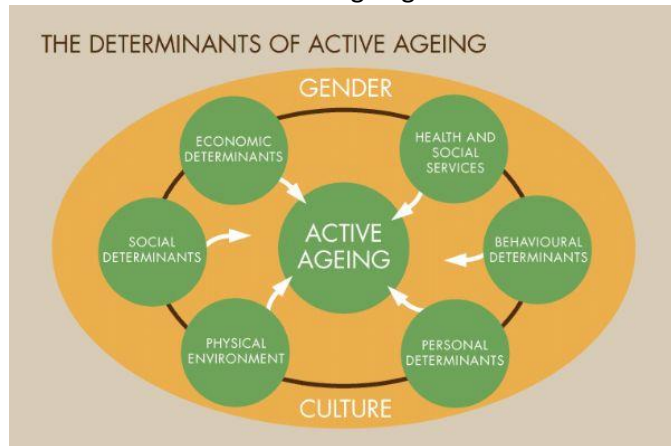 THE DETERMINANTS OF ACTIVE AGEING
GENDER
ECONOMIC
DETERMINANTS
HEALTH AND
SOCIAL
SERVICES
SOCIAL
DETERMINANTS
ACTIVE
AGEING
BEHAVIOURAL
DETERMINANTS
PHYSICAL
ENVIRONMENT
PERSONAL
DETERMINANTS
CULTURE